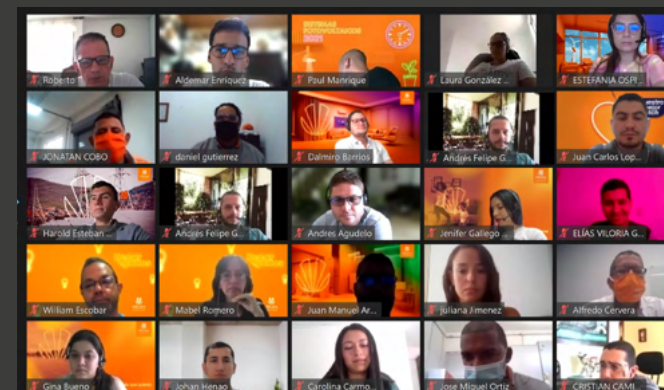 Roberto
Aldemar Enriquez
SISTEMAS
FOTOVOLTAICOS
2021
Paul Manrique
Laura González ...
ESTEFANIA OSPI...
JONATAN COBO
daniel gutierrez
Dalmiro Barrios
Andrés Felipe G...
Juan Carlos Lop...
Harold Esteban ...
Andrés Felipe G...
Andres Agudelo
Jenifer Gallego ...
ELÍAS VILORIA G...
William Escobar
Mabel Romero
Juan Manuel Ar...
juliana Jimenez
Alfredo Cervera
Gina Bueno
Johan Henao
Carolina Carmo...
Jose Miguel Ortiz
CRISTIAN CAMI...